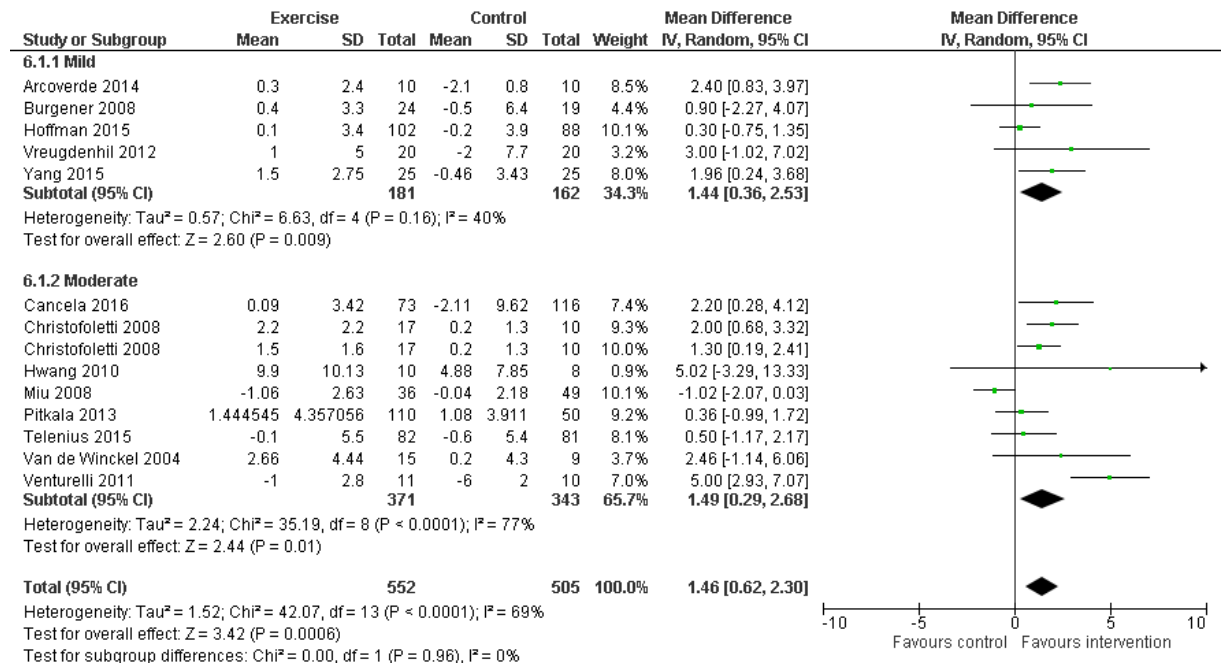 Exercise Control Mean Difference Mean Difference
Study or Subgroup Mean SD Total Mean SD Total Weight IV, Random, 95% CI IV, Random, 95% CI
6.1.1 Mild
Arcoverde 2014 0.3 2.4 10 -2.1 0.8 10 8.5% 2.40 [0.83, 3.97]
Burgener 2008 0.4 3.3 24 -0.5 6.4 19 4.4% 0.90 [-2.27, 4.07]
Hoffman 2015 0.1 3.4 102 -0.2 3.9 88 10.1% 0.30 [-0.75, 1.35]
Vreugdenhil 2012 1 5 20 -2 7.7 20 3.2% 3.00 [-1.02, 7.02]
Yang 2015 1.5 2.75 25 -0.46 3.43 25 8.0% 1.96 [0.24, 3.68]
Subtotal (95% CI) 181 162 34.3% 1.44 [0.36, 2.53]
Heterogeneity: Tau² = 0.57; Chi² = 6.63, df = 4 (P = 0.16); I² = 40%
Test for overall effect: Z = 2.60 (P = 0.009)
6.1.2 Moderate
Cancela 2016 0.09 3.42 73 -2.11 9.62 116 7.4% 2.20 [0.28, 4.12]
Christofoletti 2008 2.2 2.2 17 0.2 1.3 10 9.3% 2.00 [0.68, 3.32]
Christofoletti 2008 1.5 1.6 17 0.2 1.3 10 10.0% 1.30 [0.19, 2.41]
Hwang 2010 9.9 10.13 10 4.88 7.85 8 0.9% 5.02 [-3.29, 13.33]
Miu 2008 -1.06 2.63 36 -0.04 2.18 49 10.1% -1.02 [-2.07, 0.03]
Pitkala 2013 1.444545 4.357056 110 1.08 3.911 50 9.2% 0.36 [-0.99, 1.72]
Telenius 2015 -0.1 5.5 82 -0.6 5.4 81 8.1% 0.50 [-1.17, 2.17]
Van de Winckel 2004 2.66 4.44 15 0.2 4.3 9 3.7% 2.46 [-1.14, 6.06]
Venturelli 2011 -1 2.8 11 -6 2 10 7.0% 5.00 [2.93, 7.07]
Subtotal (95% CI) 371 343 65.7% 1.49 [0.29, 2.68]
Heterogeneity: Tau² = 2.24; Chi² = 35.19, df = 8 (P < 0.0001); I² = 77%
Test for overall effect: Z = 2.44 (P = 0.01)
Total (95% CI) 552 505 100.0% 1.46 [0.62, 2.30]
Heterogeneity: Tau² = 1.52; Chi² = 42.07, df = 13 (P < 0.0001); I² = 69%
Test for overall effect: Z = 3.42 (P = 0.0006)
Test for subgroup differences: Chi² = 0.00, df = 1 (P = 0.96), I² = 0%
-10 -5 0 5 10
Favours control Favours intervention